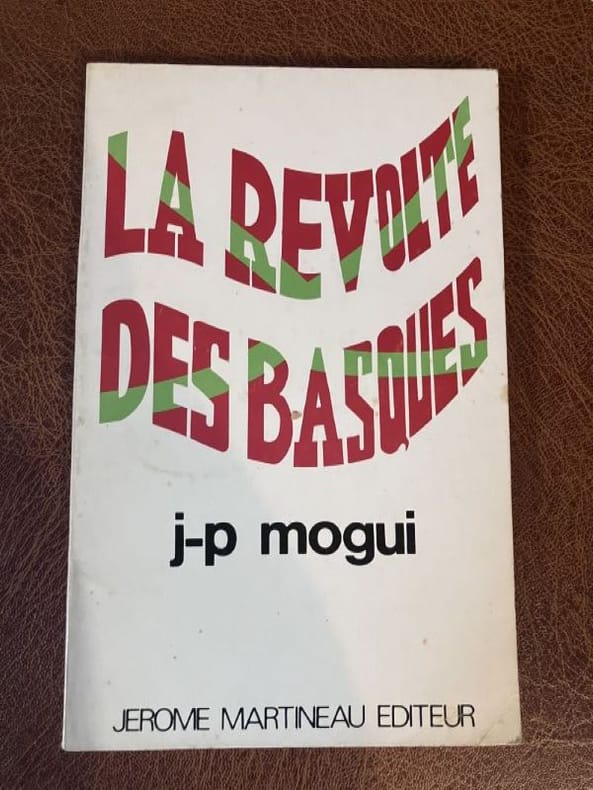 LA REVOLTE
DES BASQUES
j-p mogui
JEROME MARTINEAU EDITEUR